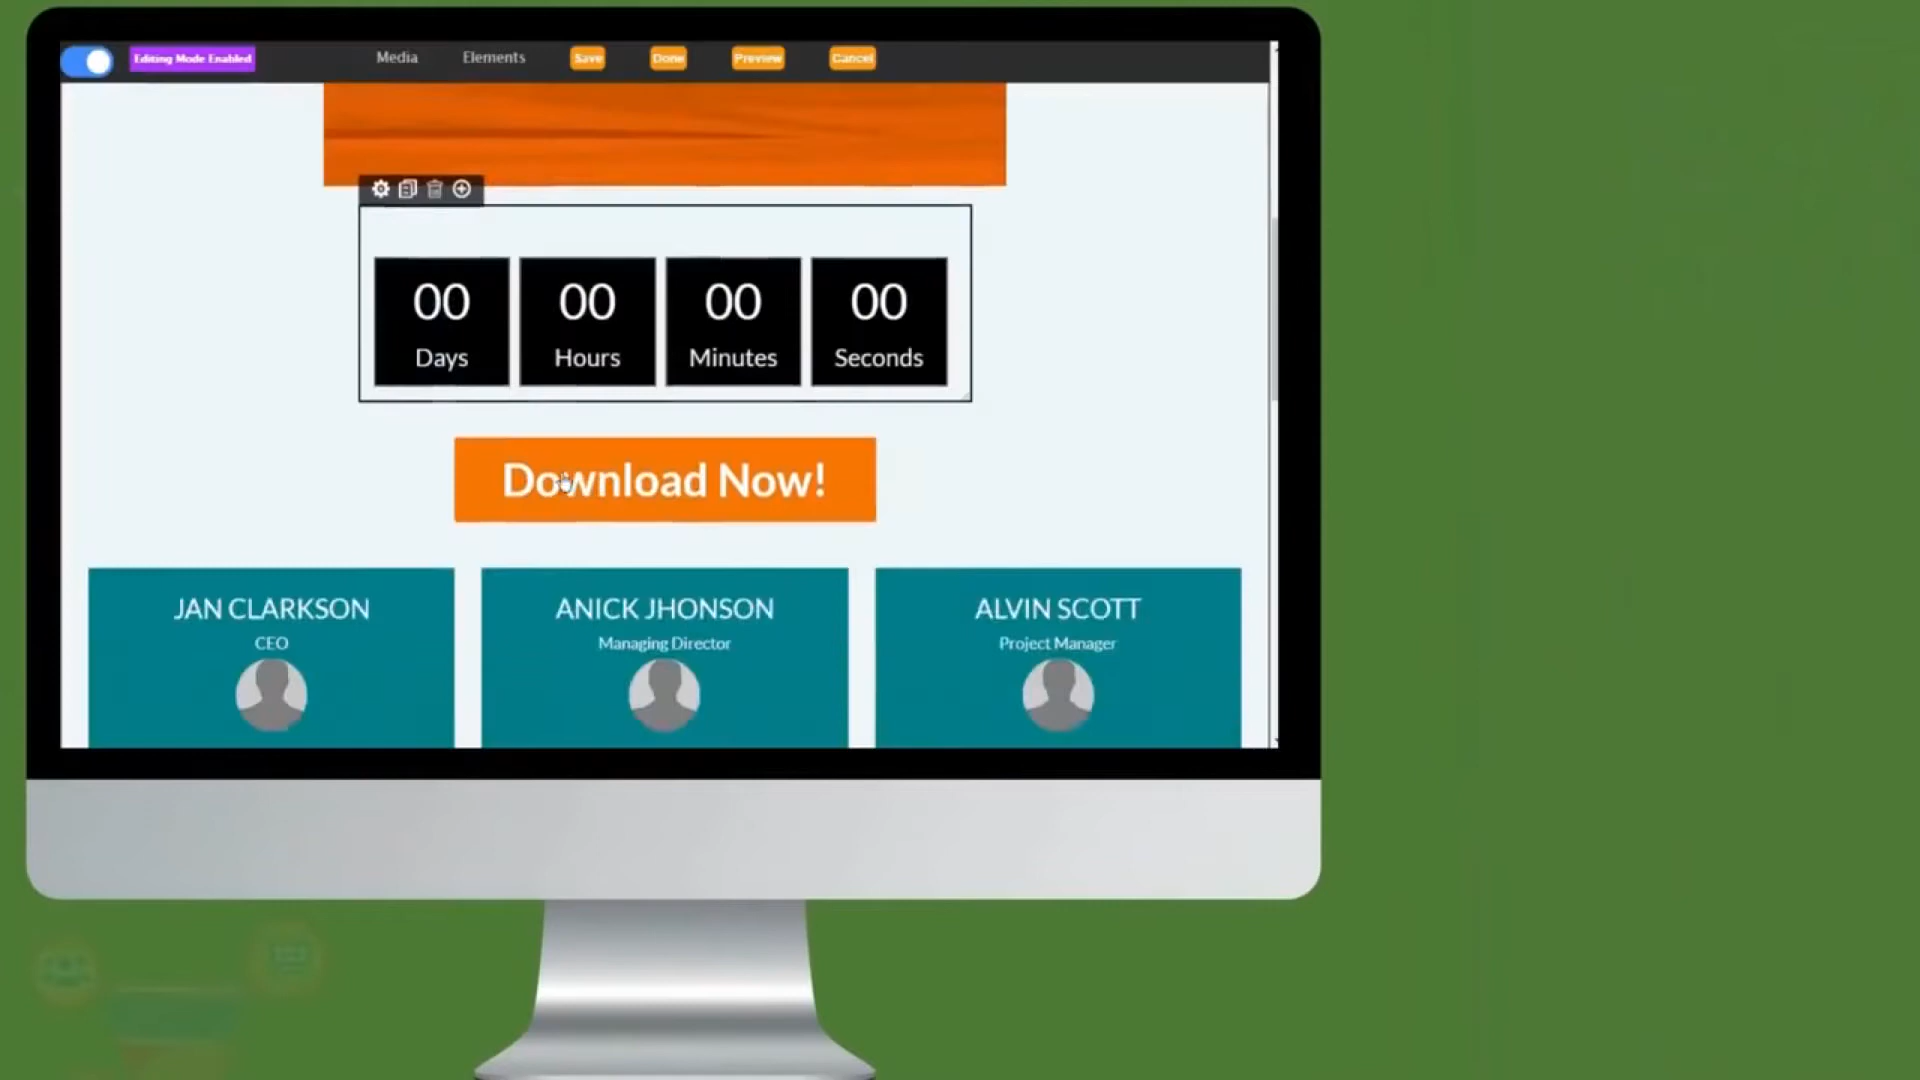 Editing Mode Enabled Media Elements Save Done Preview Cancel
00 00 00 00
Days Hours Minutes Seconds
Download Now!
JAN CLARKSON ANICK JHONSON ALVIN SCOTT
CEO Managing Director Project Manager